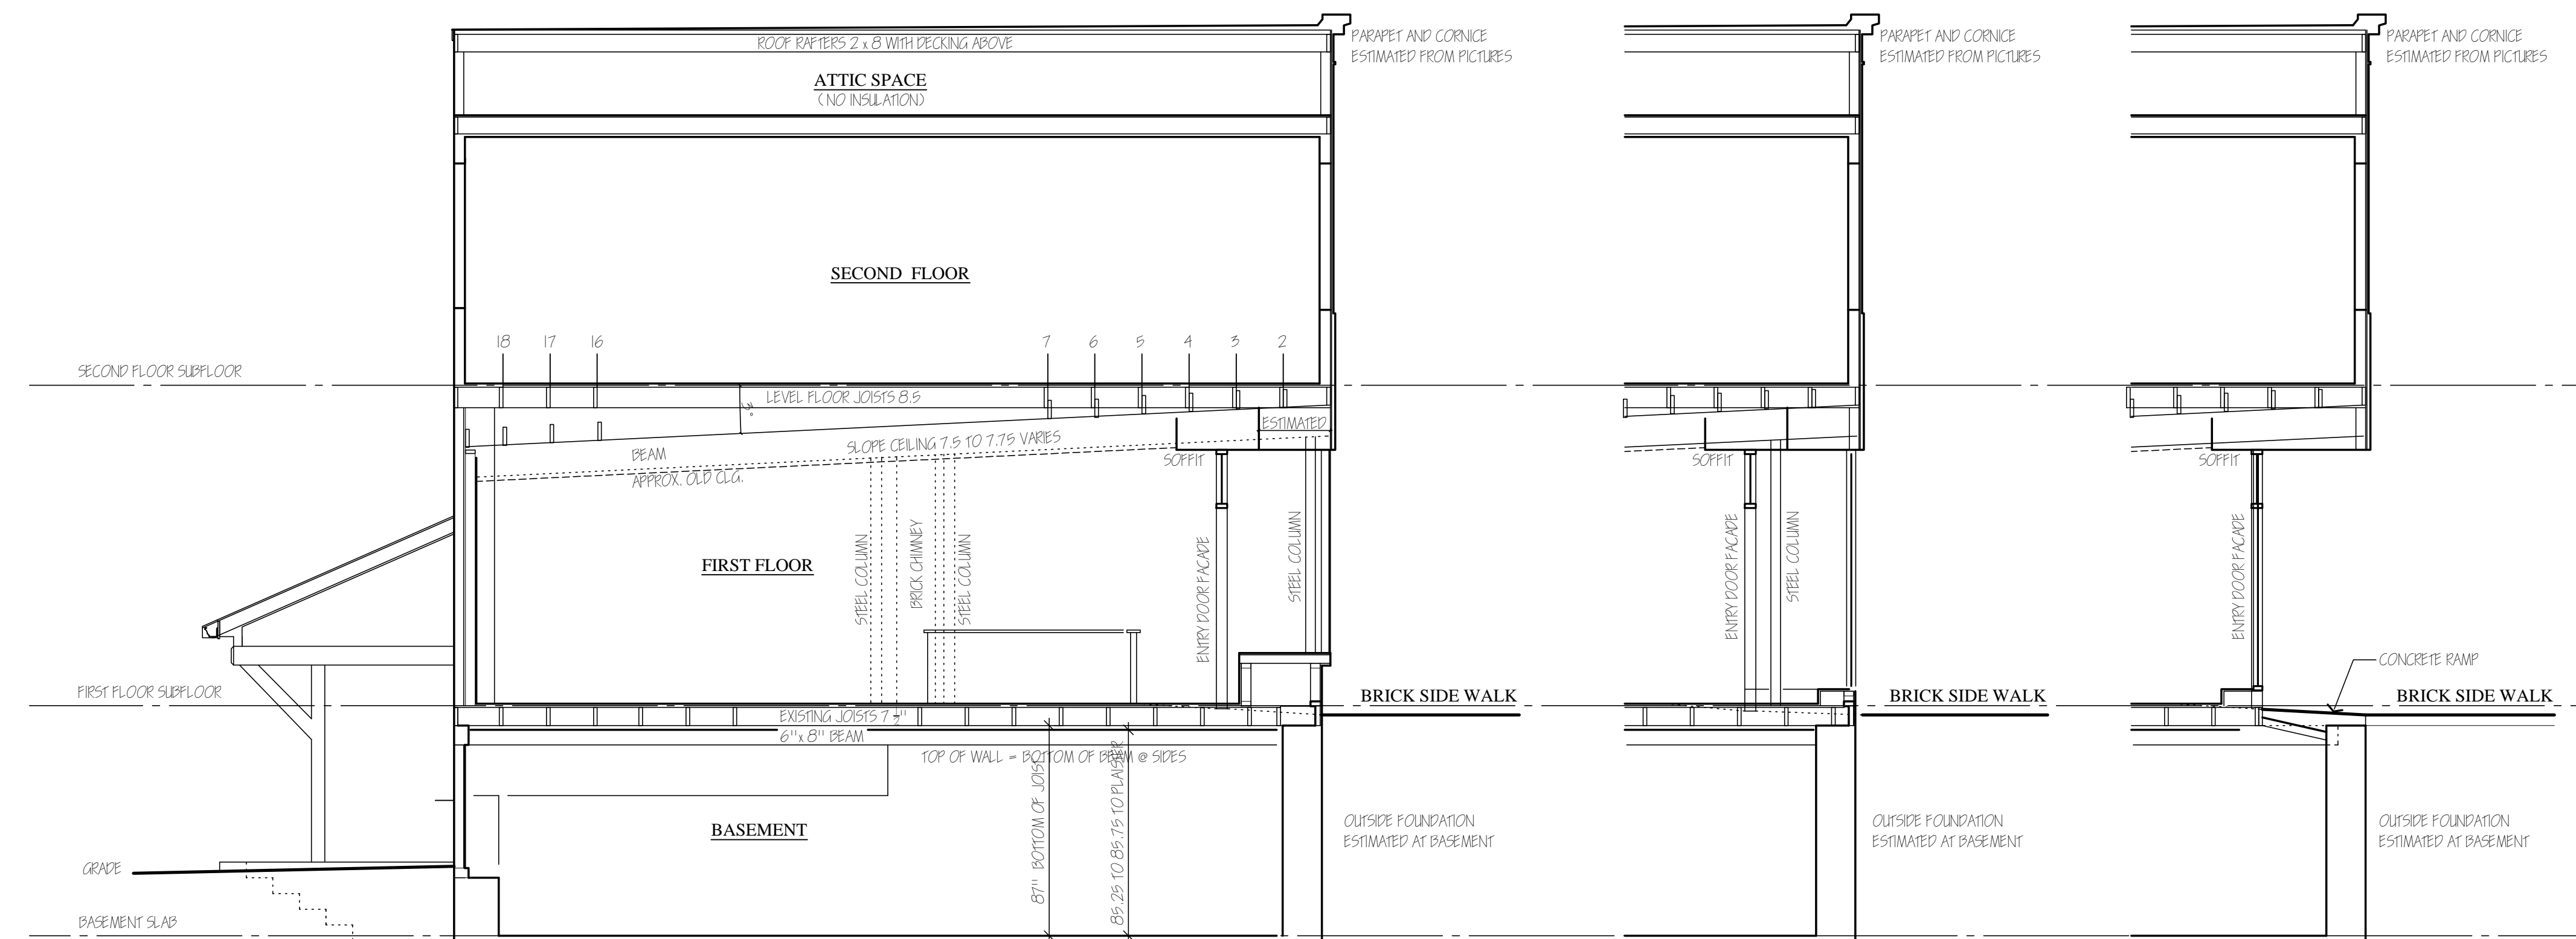 ROOF RAFTERS 2 x 8 WITH DECKING ABOVE
PARAPET AND CORNICE
ESTIMATED FROM PICTURES
PARAPET AND CORNICE
ESTIMATED FROM PICTURES
PARAPET AND CORNICE
ESTIMATED FROM PICTURES
ATTIC SPACE
( NO INSULATION)
SECOND FLOOR
18 17 16 7 6 5 4 3 2
SECOND FLOOR SUBFLOOR
LEVEL FLOOR JOISTS 8.5
3°
ESTIMATED
SLOPE CEILING 7.5 TO 7.75 VARIES
BEAM
APPROX. OLD CLG.
SOFFIT
SOFFIT
SOFFIT
FIRST FLOOR
STEEL COLUMN
BRICK CHIMNEY
STEEL COLUMN
ENTRY DOOR FACADE
STEEL COLUMN
ENTRY DOOR FACADE
STEEL COLUMN
ENTRY DOOR FACADE
CONCRETE RAMP
FIRST FLOOR SUBFLOOR
BRICK SIDE WALK
BRICK SIDE WALK
BRICK SIDE WALK
EXISTING JOISTS 7 1/2"
6"x 8" BEAM
TOP OF WALL = BOTTOM OF BEAM @ SIDES
87" BOTTOM OF JOIST
85.25 TO 85.75 TO PLASTER
BASEMENT
OUTSIDE FOUNDATION
ESTIMATED AT BASEMENT
OUTSIDE FOUNDATION
ESTIMATED AT BASEMENT
OUTSIDE FOUNDATION
ESTIMATED AT BASEMENT
GRADE
BASEMENT SLAB